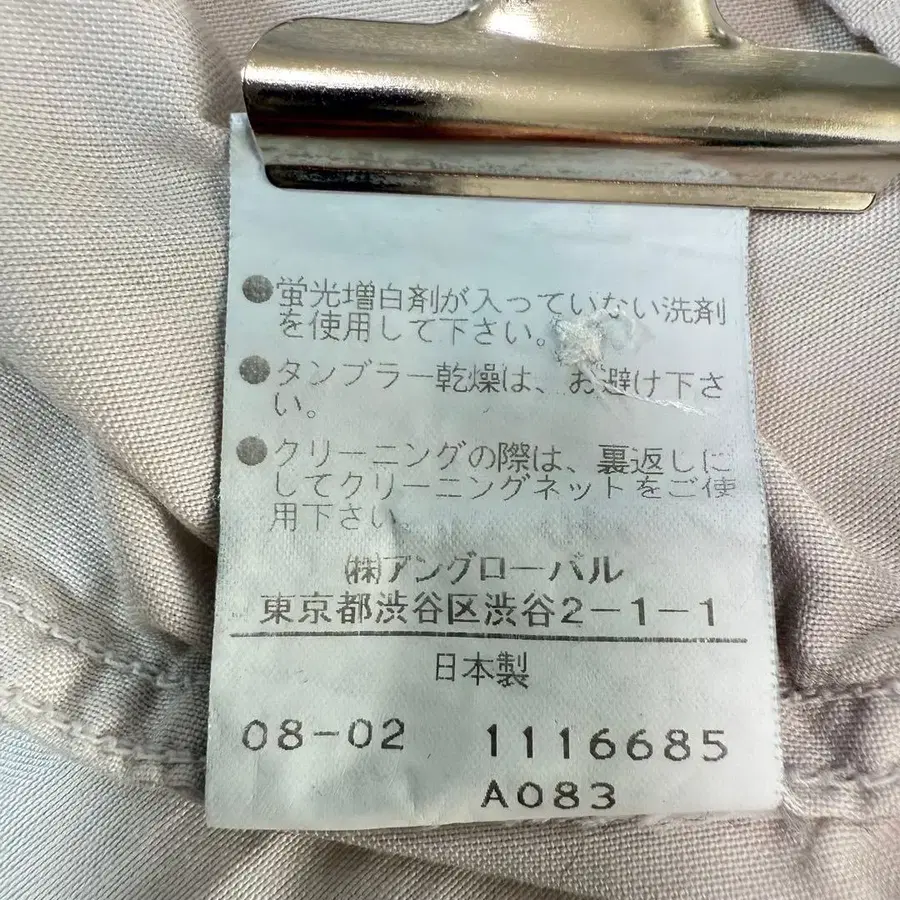 ●蛍光増白剤が入っていない洗剤
を使用して下さい。
●タンブラー乾燥は、お避け下さ
い。
●クリーニングの際は、裏返しに
してクリーニングネットをご使
用下さい。
㈱アングローバル
東京都渋谷区渋谷2-1-1
日本製
08-02 1116685
A083